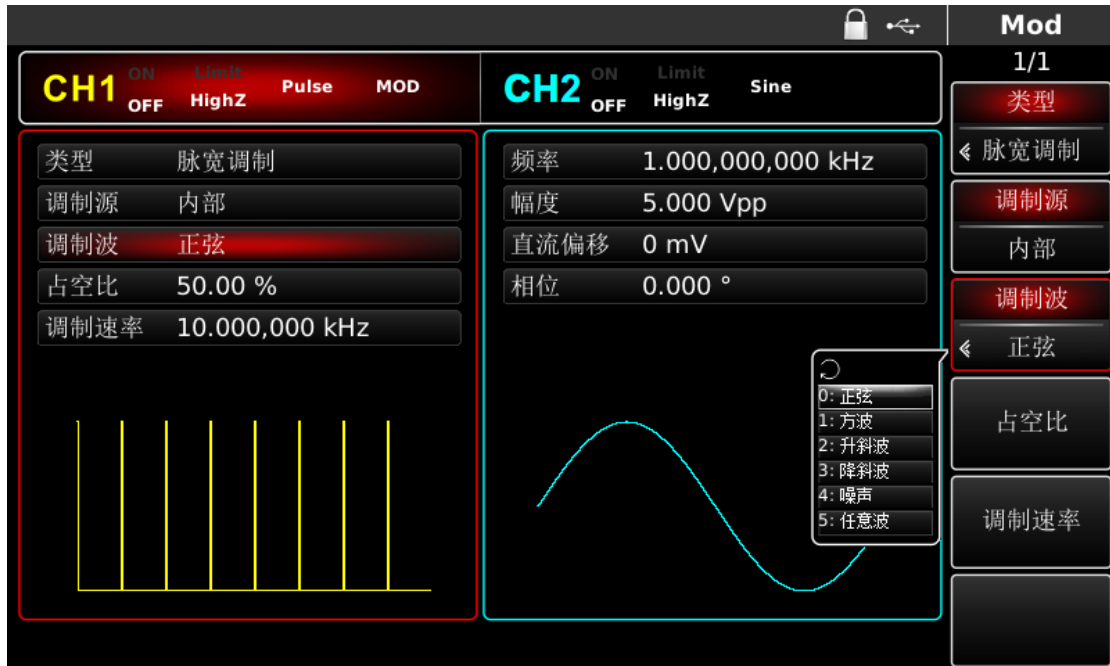 Mod
1/1
CH1 ON OFF Limit HighZ Pulse MOD
CH2 ON OFF Limit HighZ Sine
类型 脉宽调制
调制源 内部
调制波 正弦
占空比 50.00 %
调制速率 10.000,000 kHz
频率 1.000,000,000 kHz
幅度 5.000 Vpp
直流偏移 0 mV
相位 0.000 °
0: 正弦
1: 方波
2: 升斜波
3: 降斜波
4: 噪声
5: 任意波
类型
脉宽调制
调制源
内部
调制波
正弦
占空比
调制速率